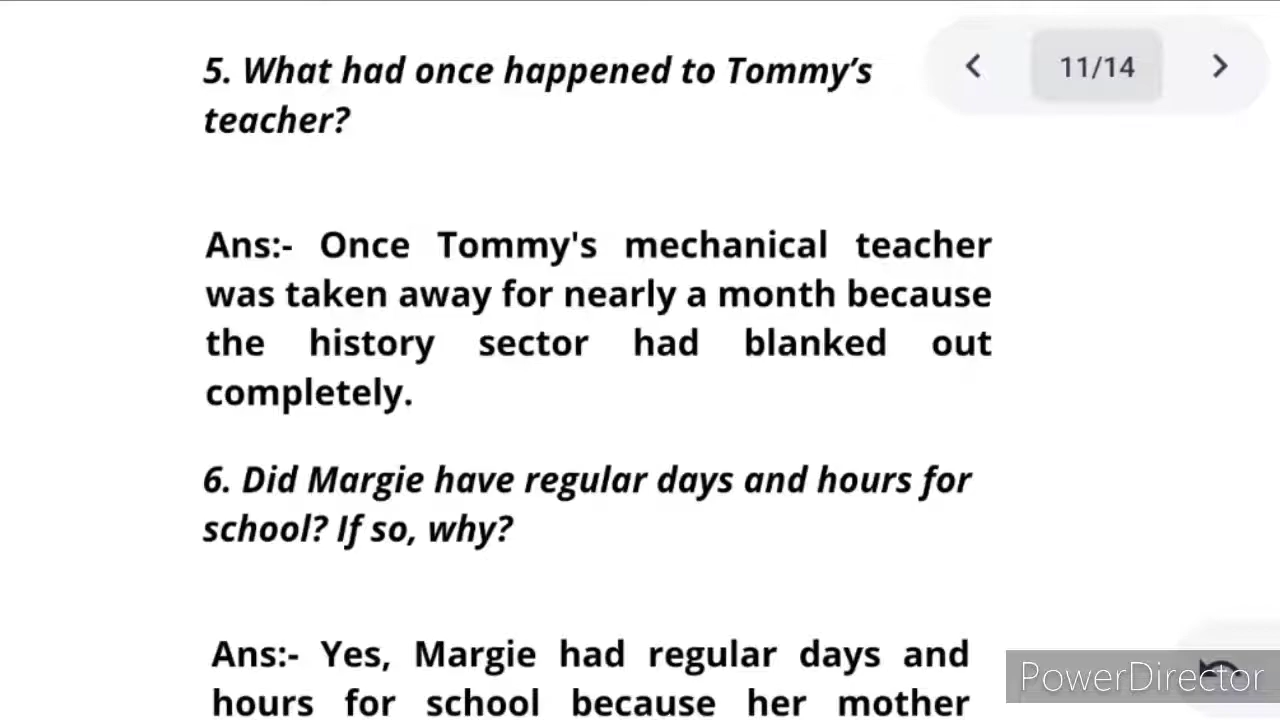 5. What had once happened to Tommy's
teacher?
11/14
Ans:- Once Tommy's mechanical teacher
was taken away for nearly a month because
the history sector had blanked out
completely.
6. Did Margie have regular days and hours for
school? If so, why?
Ans:- Yes, Margie had regular days and
hours for school because her mother
PowerDirector